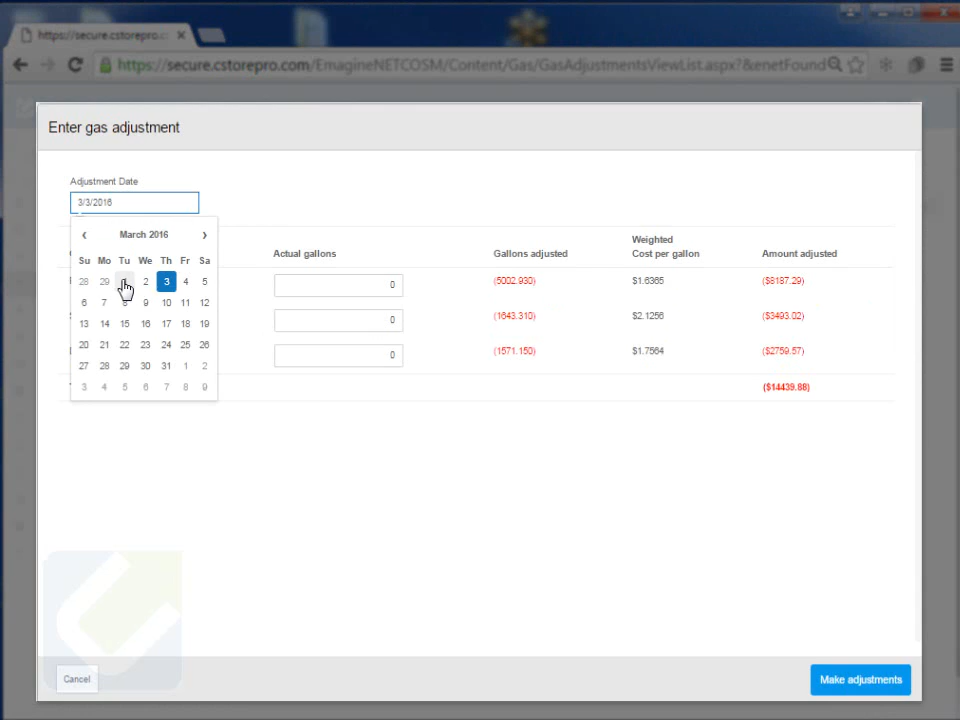 https://secure.cstorepro.c
https://secure.cstorepro.com/EmagineNETCOSM/Content/Gas/GasAdjustmentsViewList.aspx?&enetFound
Enter gas adjustment
Adjustment Date
3/3/2016
‹ March 2016 ›
Su Mo Tu We Th Fr Sa
28 29 1 2 3 4 5
6 7 8 9 10 11 12
13 14 15 16 17 18 19
20 21 22 23 24 25 26
27 28 29 30 31 1 2
3 4 5 6 7 8 9
Actual gallons Gallons adjusted Weighted Cost per gallon Amount adjusted
0 (5002.930) $1.6365 ($8187.29)
0 (1643.310) $2.1256 ($3493.02)
0 (1571.150) $1.7564 ($2759.57)
($14439.88)
Cancel Make adjustments